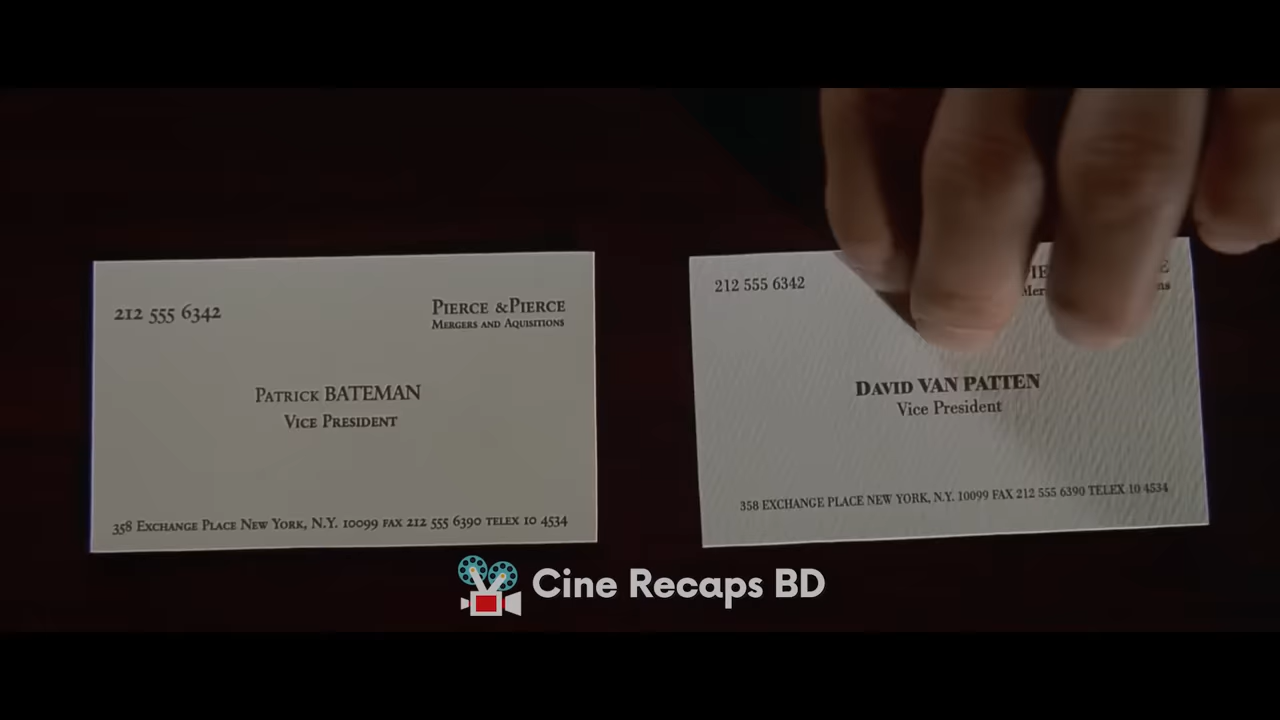 212 555 6342
PIERCE &PIERCE
MERGERS AND AQUISITIONS
PATRICK BATEMAN
VICE PRESIDENT
358 EXCHANGE PLACE NEW YORK, N.Y. 10099 FAX 212 555 6390 TELEX 10 4534
212 555 6342
DAVID VAN PATTEN
Vice President
358 EXCHANGE PLACE NEW YORK, N.Y. 10099 FAX 212 555 6390 TELEX 10 4534
Cine Recaps BD